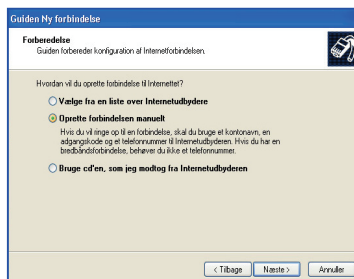 Guiden Ny forbindelse
Forberedelse
Guiden forbereder konfiguration af Internetforbindelsen.
Hvordan vil du oprette forbindelse til Internettet?
Vælge fra en liste over Internetudbydere
Oprette forbindelsen manuelt
Hvis du vil ringe op til en forbindelse, skal du bruge et kontonavn, en
adgangskode og et telefonnummer til Internetudbyderen. Hvis du har en
bredbåndsforbindelse, behøver du ikke et telefonnummer.
Bruge cd'en, som jeg modtog fra Internetudbyderen
< Tilbage Næste > Annuller